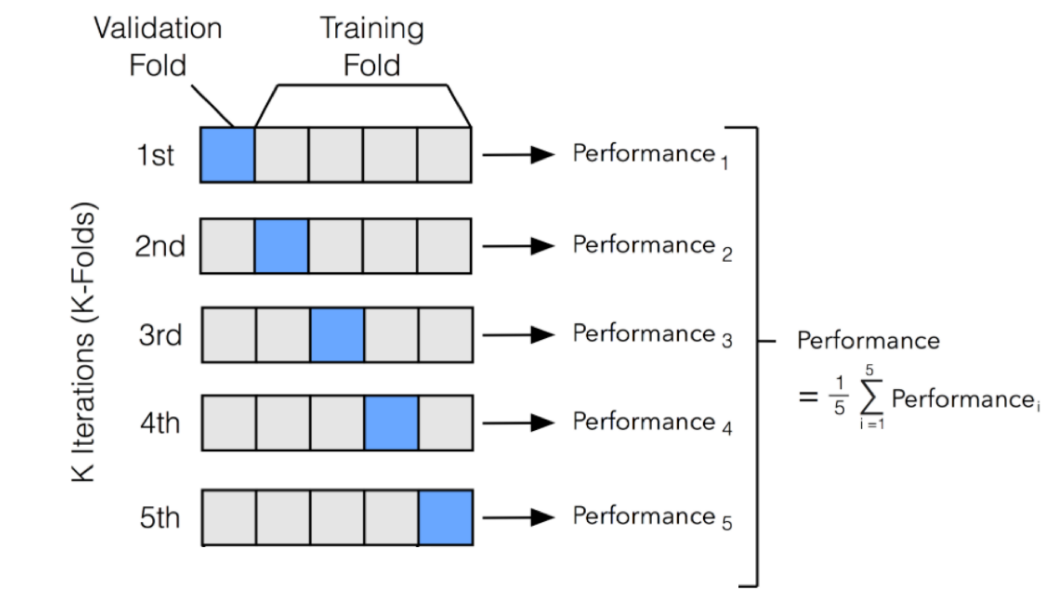 Validation
Fold
Training
Fold
K Iterations (K-Folds)
1st
Performance 1
2nd
Performance 2
3rd
Performance 3
4th
Performance 4
5th
Performance 5
Performance
= 1/5 5∑i=1 Performance i